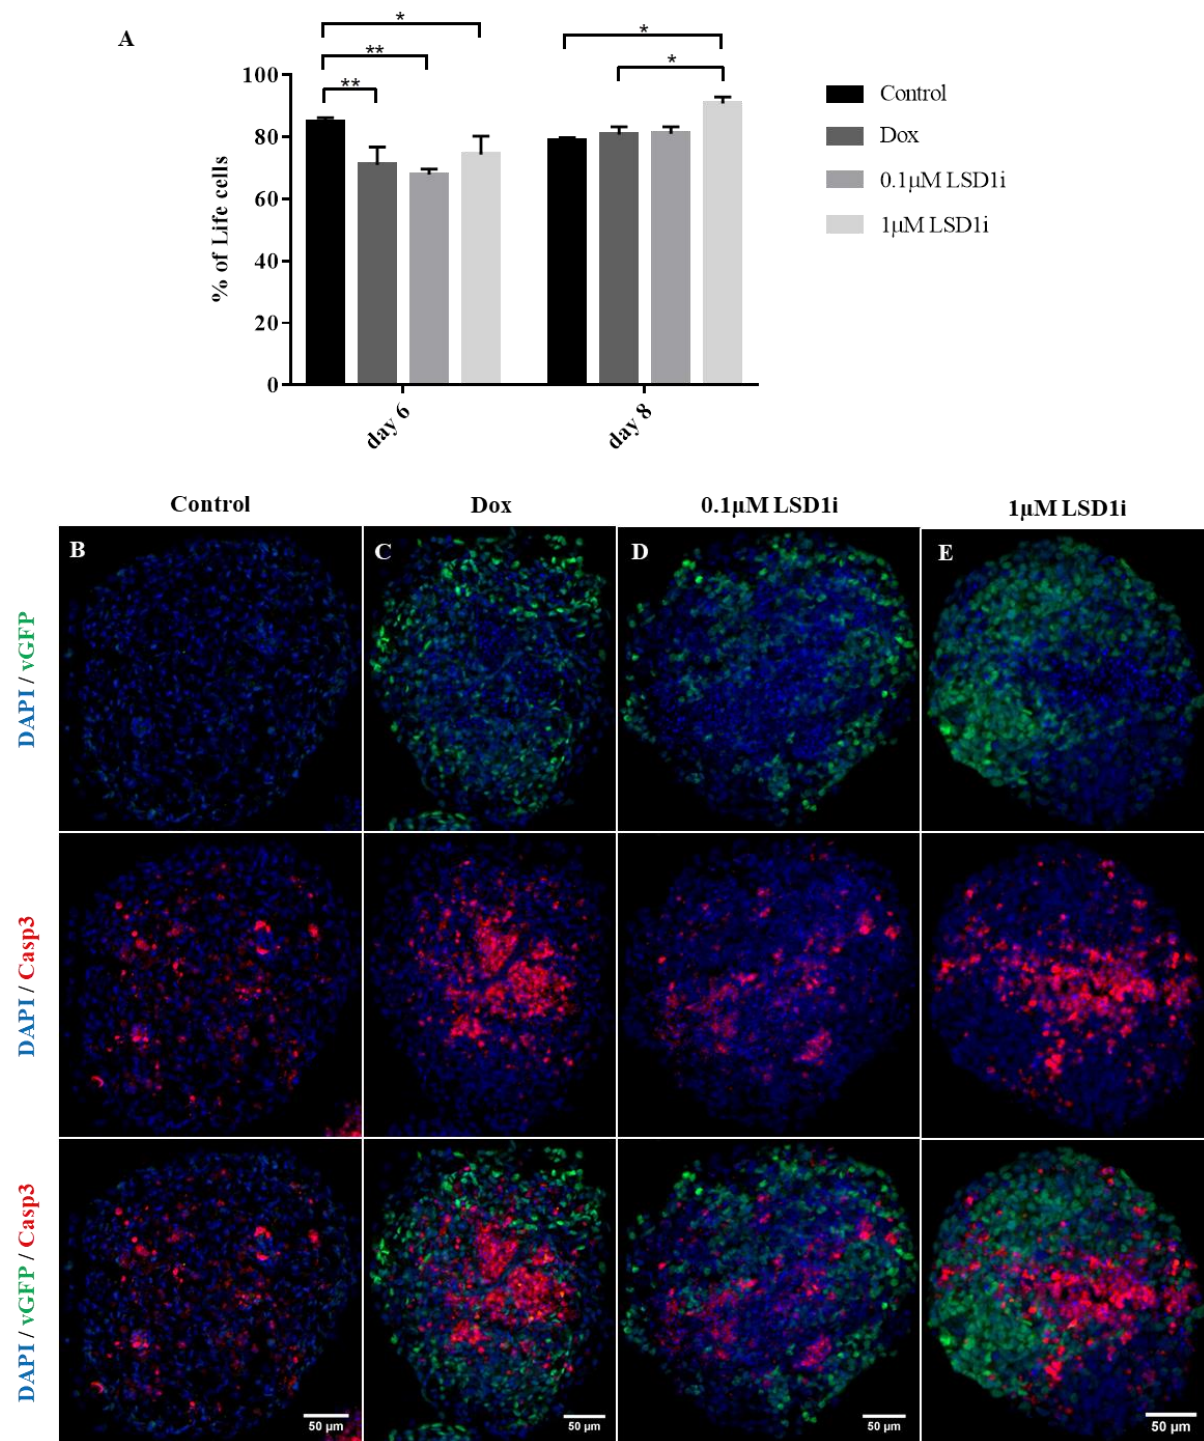 A
*
**
**
*
*
100
80
60
40
20
0
% of Life cells
day 6
day 8
Control
Dox
0.1μM LSD1i
1μM LSD1i
Control
Dox
0.1μM LSD1i
1μM LSD1i
B
C
D
E
DAPI / vGFP
DAPI / Casp3
DAPI / vGFP / Casp3
50 μm
50 μm
50 μm
50 μm